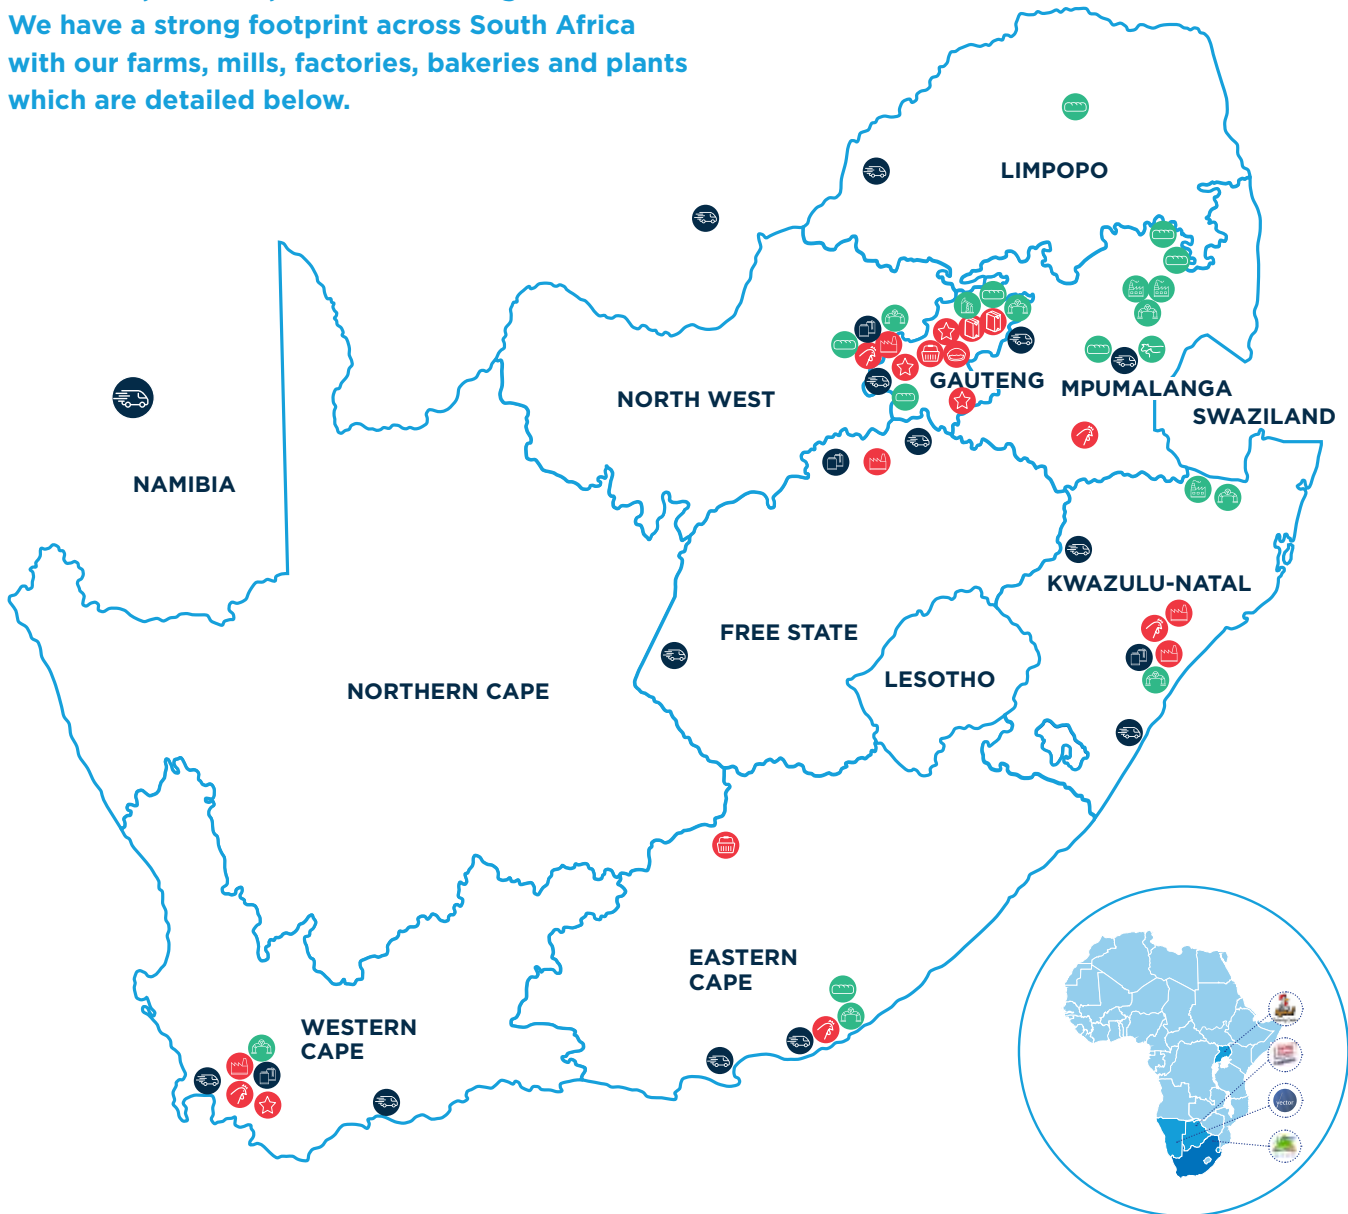 We have a strong footprint across South Africa
with our farms, mills, factories, bakeries and plants
which are detailed below.
LIMPOPO
NORTH WEST
GAUTENG
MPUMALANGA
SWAZILAND
NAMIBIA
KWAZULU-NATAL
FREE STATE
LESOTHO
NORTHERN CAPE
EASTERN
CAPE
WESTERN
CAPE
vector